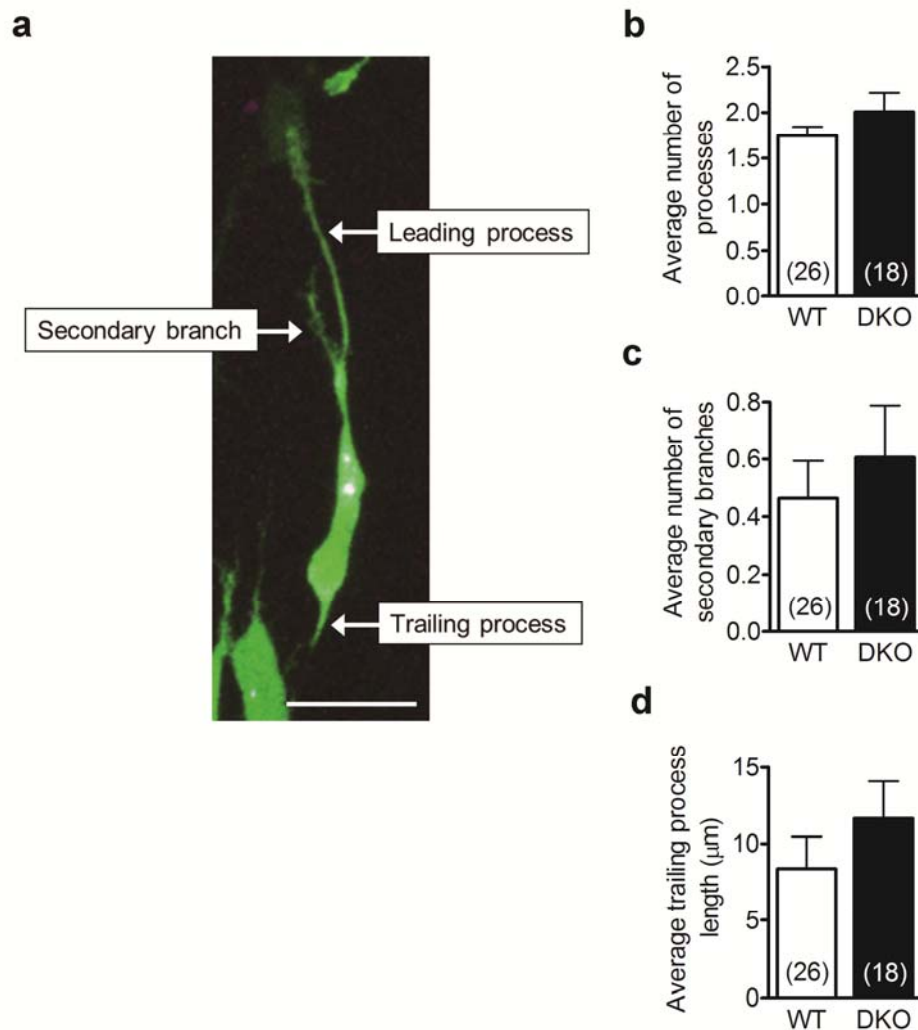 a
Leading process
Secondary branch
Trailing process
b
Average number of
processes
2.5
2.0
1.5
1.0
0.5
0.0
(26)
(18)
WT
DKO
c
Average number of
secondary branches
0.8
0.6
0.4
0.2
0.0
(26)
(18)
WT
DKO
d
Average trailing process
length (μm)
15
10
5
0
(26)
(18)
WT
DKO